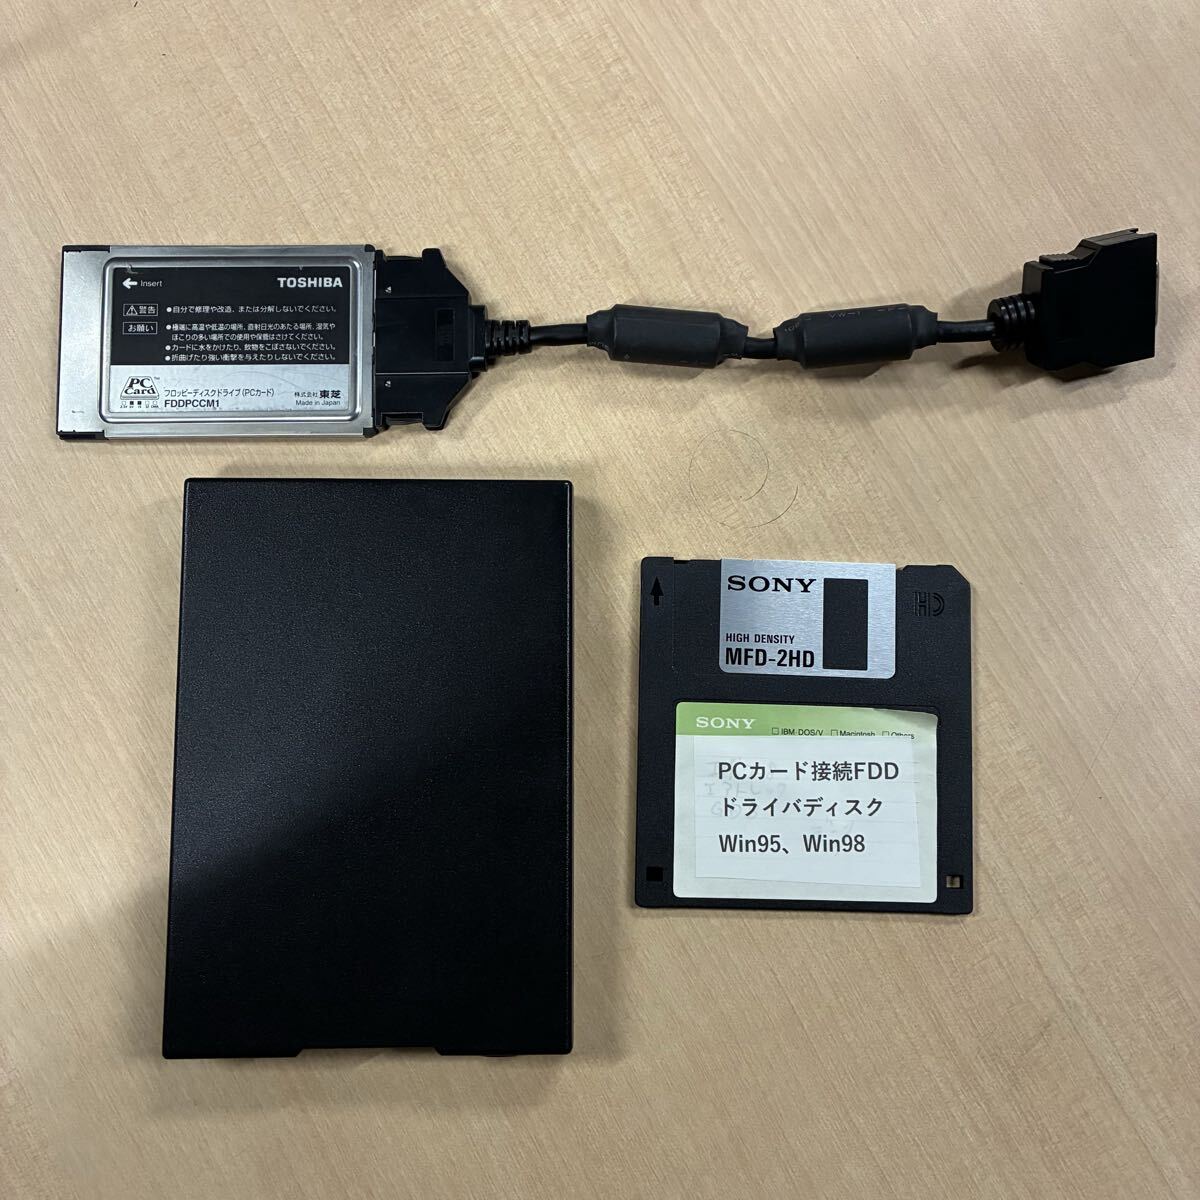 ← Insert
TOSHIBA
⚠警告 ●自分で修理や改造、または分解しないでください。
お願い ●極端に高温や低温の場所、直射日光のあたる場所、湿気や
ほこりの多い場所での使用や保管はさけてください。
●カードに水をかけたり、飲物をこぼさないでください。
●折曲げたり強い衝撃を与えたりしないでください。
PC Card™
フロッピーディスクドライブ(PCカード)
FDDPCCM1
株式会社 東芝
Made in Japan
VW-1
SONY
HD
HIGH DENSITY
MFD-2HD
SONY
□ IBM DOS/V □ Macintosh □ Others
PCカード接続FDD
ドライバディスク
Win95、Win98